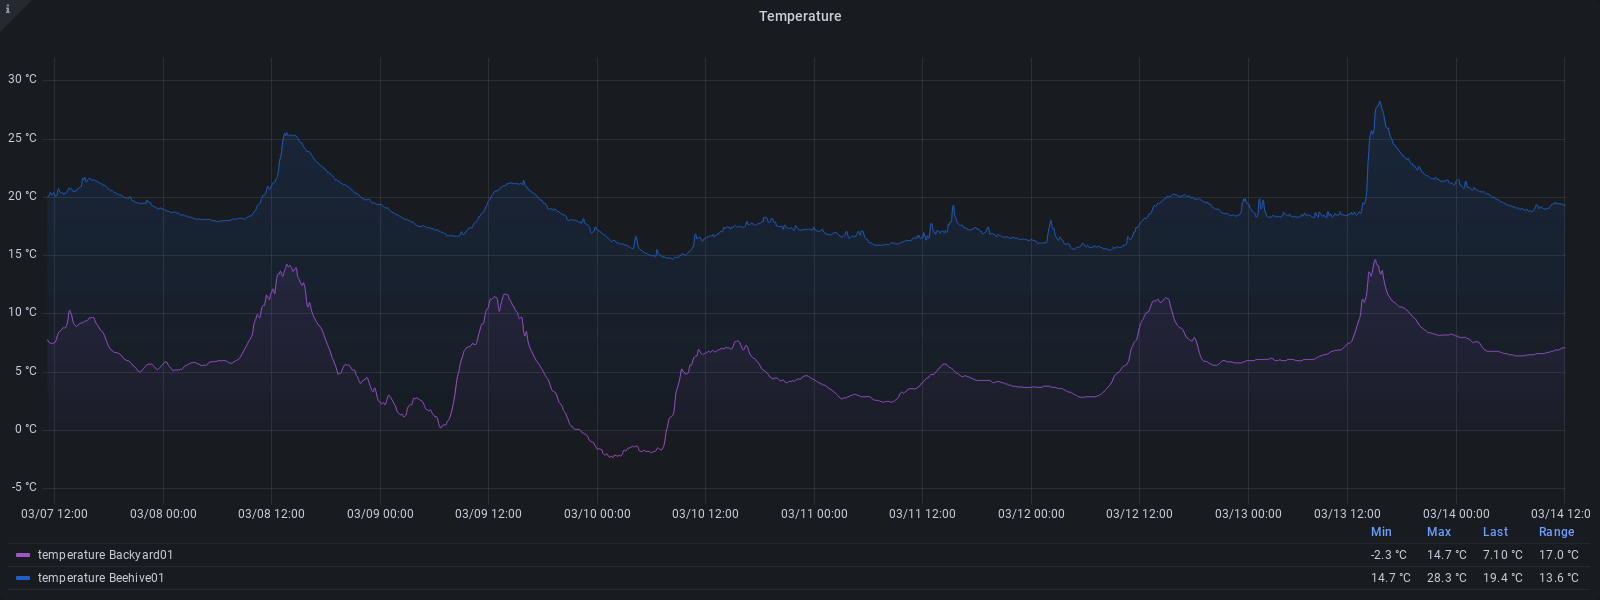 i
Temperature
30 °C
25 °C
20 °C
15 °C
10 °C
5 °C
0 °C
-5 °C
03/07 12:00 03/08 00:00 03/08 12:00 03/09 00:00 03/09 12:00 03/10 00:00 03/10 12:00 03/11 00:00 03/11 12:00 03/12 00:00 03/12 12:00 03/13 00:00 03/13 12:00 03/14 00:00 03/14 12:0
Min Max Last Range
temperature Backyard01 -2.3 °C 14.7 °C 7.10 °C 17.0 °C
temperature Beehive01 14.7 °C 28.3 °C 19.4 °C 13.6 °C